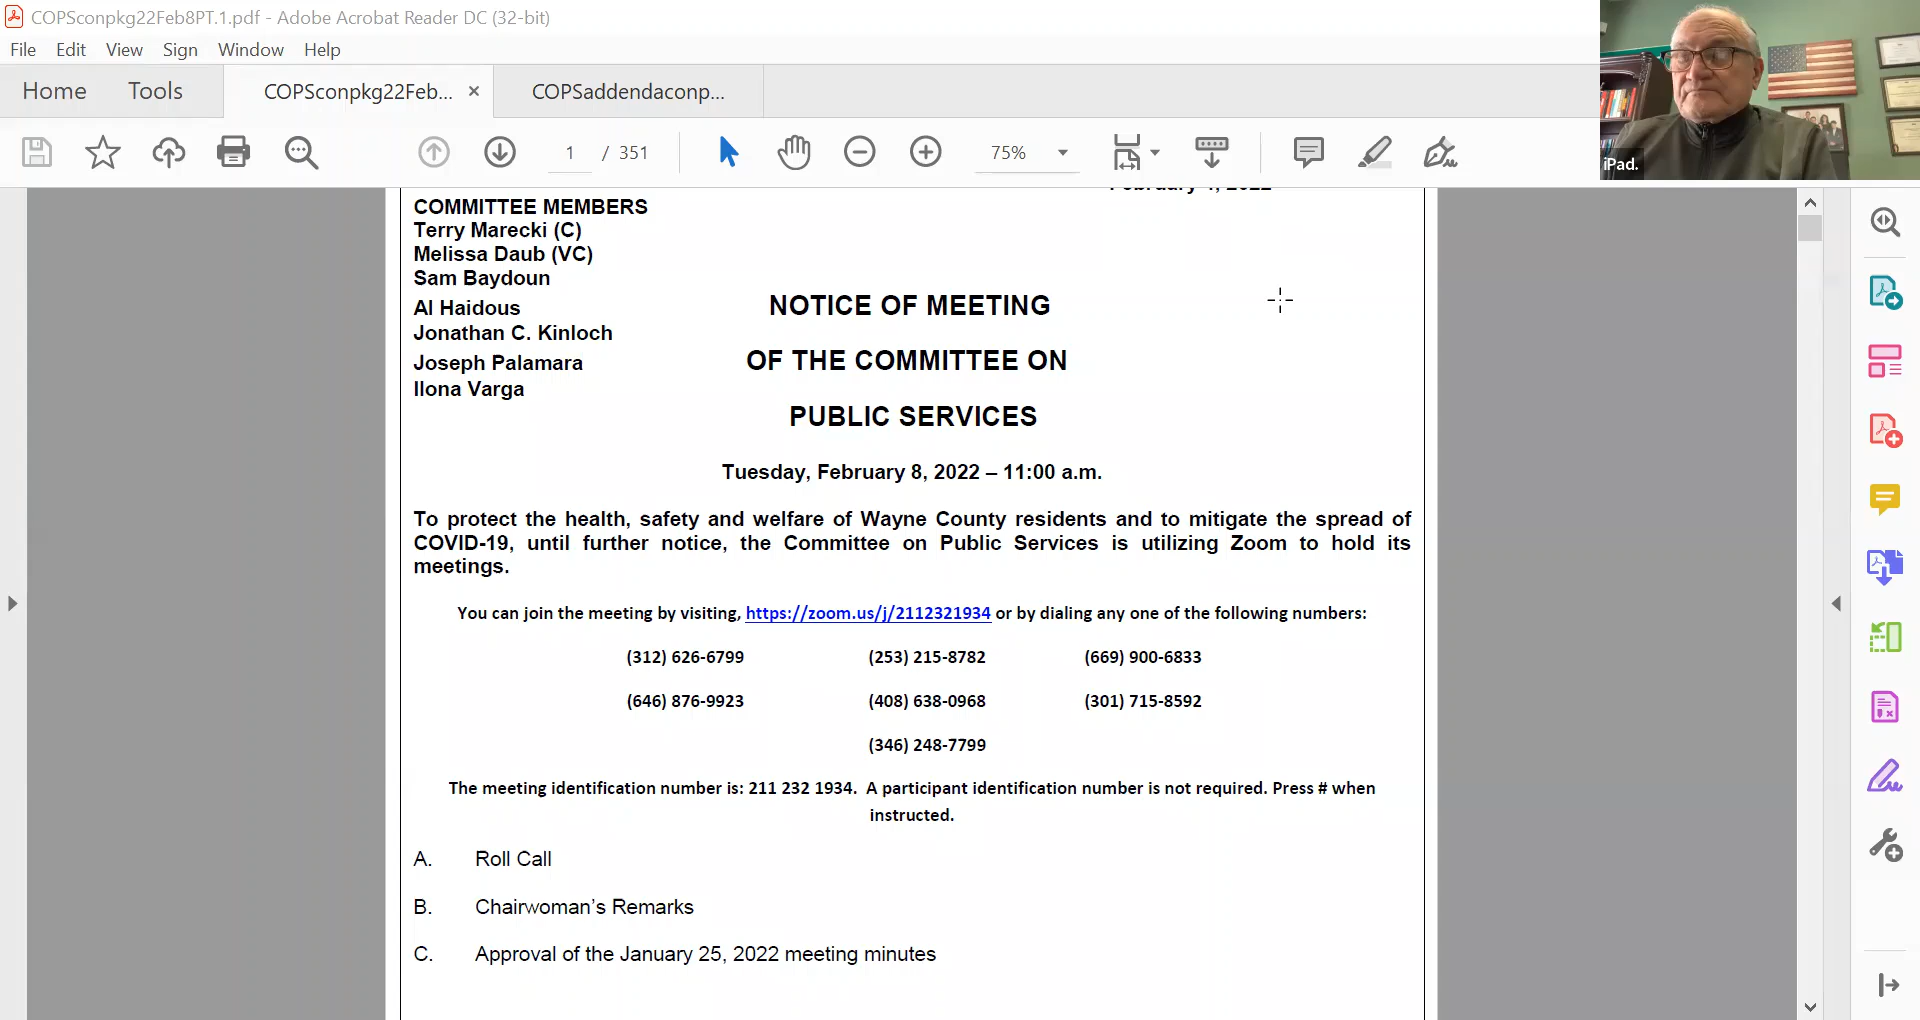 COPSconpkg22Feb8PT.1.pdf - Adobe Acrobat Reader DC (32-bit)
File Edit View Sign Window Help
Home Tools COPSconpkg22Feb... × COPSaddendaconp...
1 / 351 75%
iPad.
February 4, 2022
COMMITTEE MEMBERS
Terry Marecki (C)
Melissa Daub (VC)
Sam Baydoun
Al Haidous
Jonathan C. Kinloch
Joseph Palamara
Ilona Varga
NOTICE OF MEETING
OF THE COMMITTEE ON
PUBLIC SERVICES
Tuesday, February 8, 2022 – 11:00 a.m.
To protect the health, safety and welfare of Wayne County residents and to mitigate the spread of
COVID-19, until further notice, the Committee on Public Services is utilizing Zoom to hold its
meetings.
You can join the meeting by visiting, https://zoom.us/j/2112321934 or by dialing any one of the following numbers:
(312) 626-6799 (253) 215-8782 (669) 900-6833
(646) 876-9923 (408) 638-0968 (301) 715-8592
(346) 248-7799
The meeting identification number is: 211 232 1934. A participant identification number is not required. Press # when
instructed.
A. Roll Call
B. Chairwoman’s Remarks
C. Approval of the January 25, 2022 meeting minutes